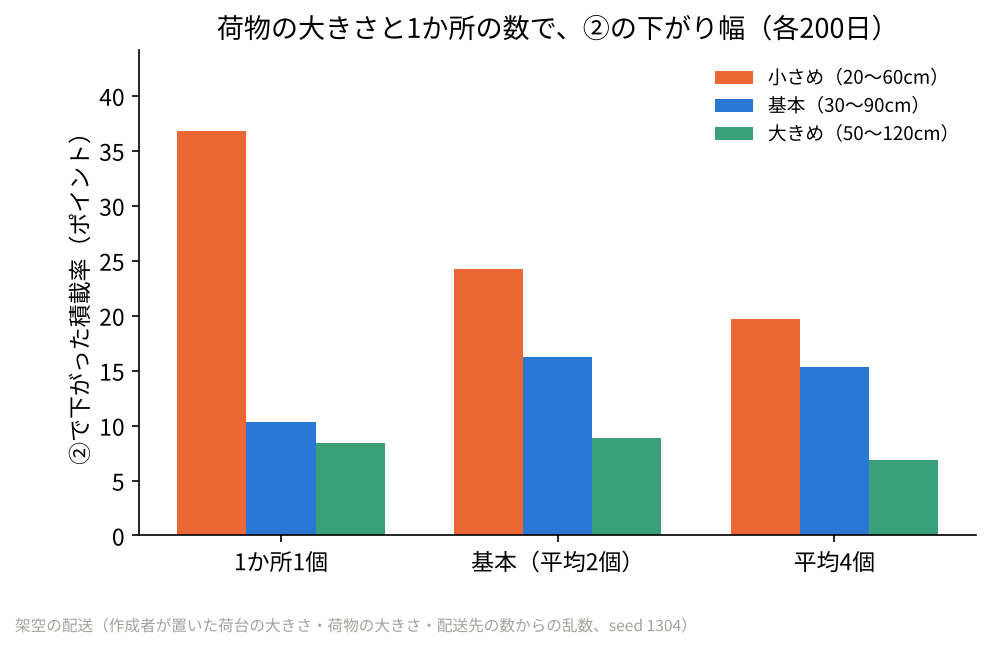 荷物の大きさと1か所の数で、②の下がり幅（各200日）
②で下がった積載率（ポイント）
40
35
30
25
20
15
10
5
0
小さめ（20～60cm）
基本（30～90cm）
大きめ（50～120cm）
1か所1個
基本（平均2個）
平均4個
架空の配送（作成者が置いた荷台の大きさ・荷物の大きさ・配送先の数からの乱数、seed 1304）